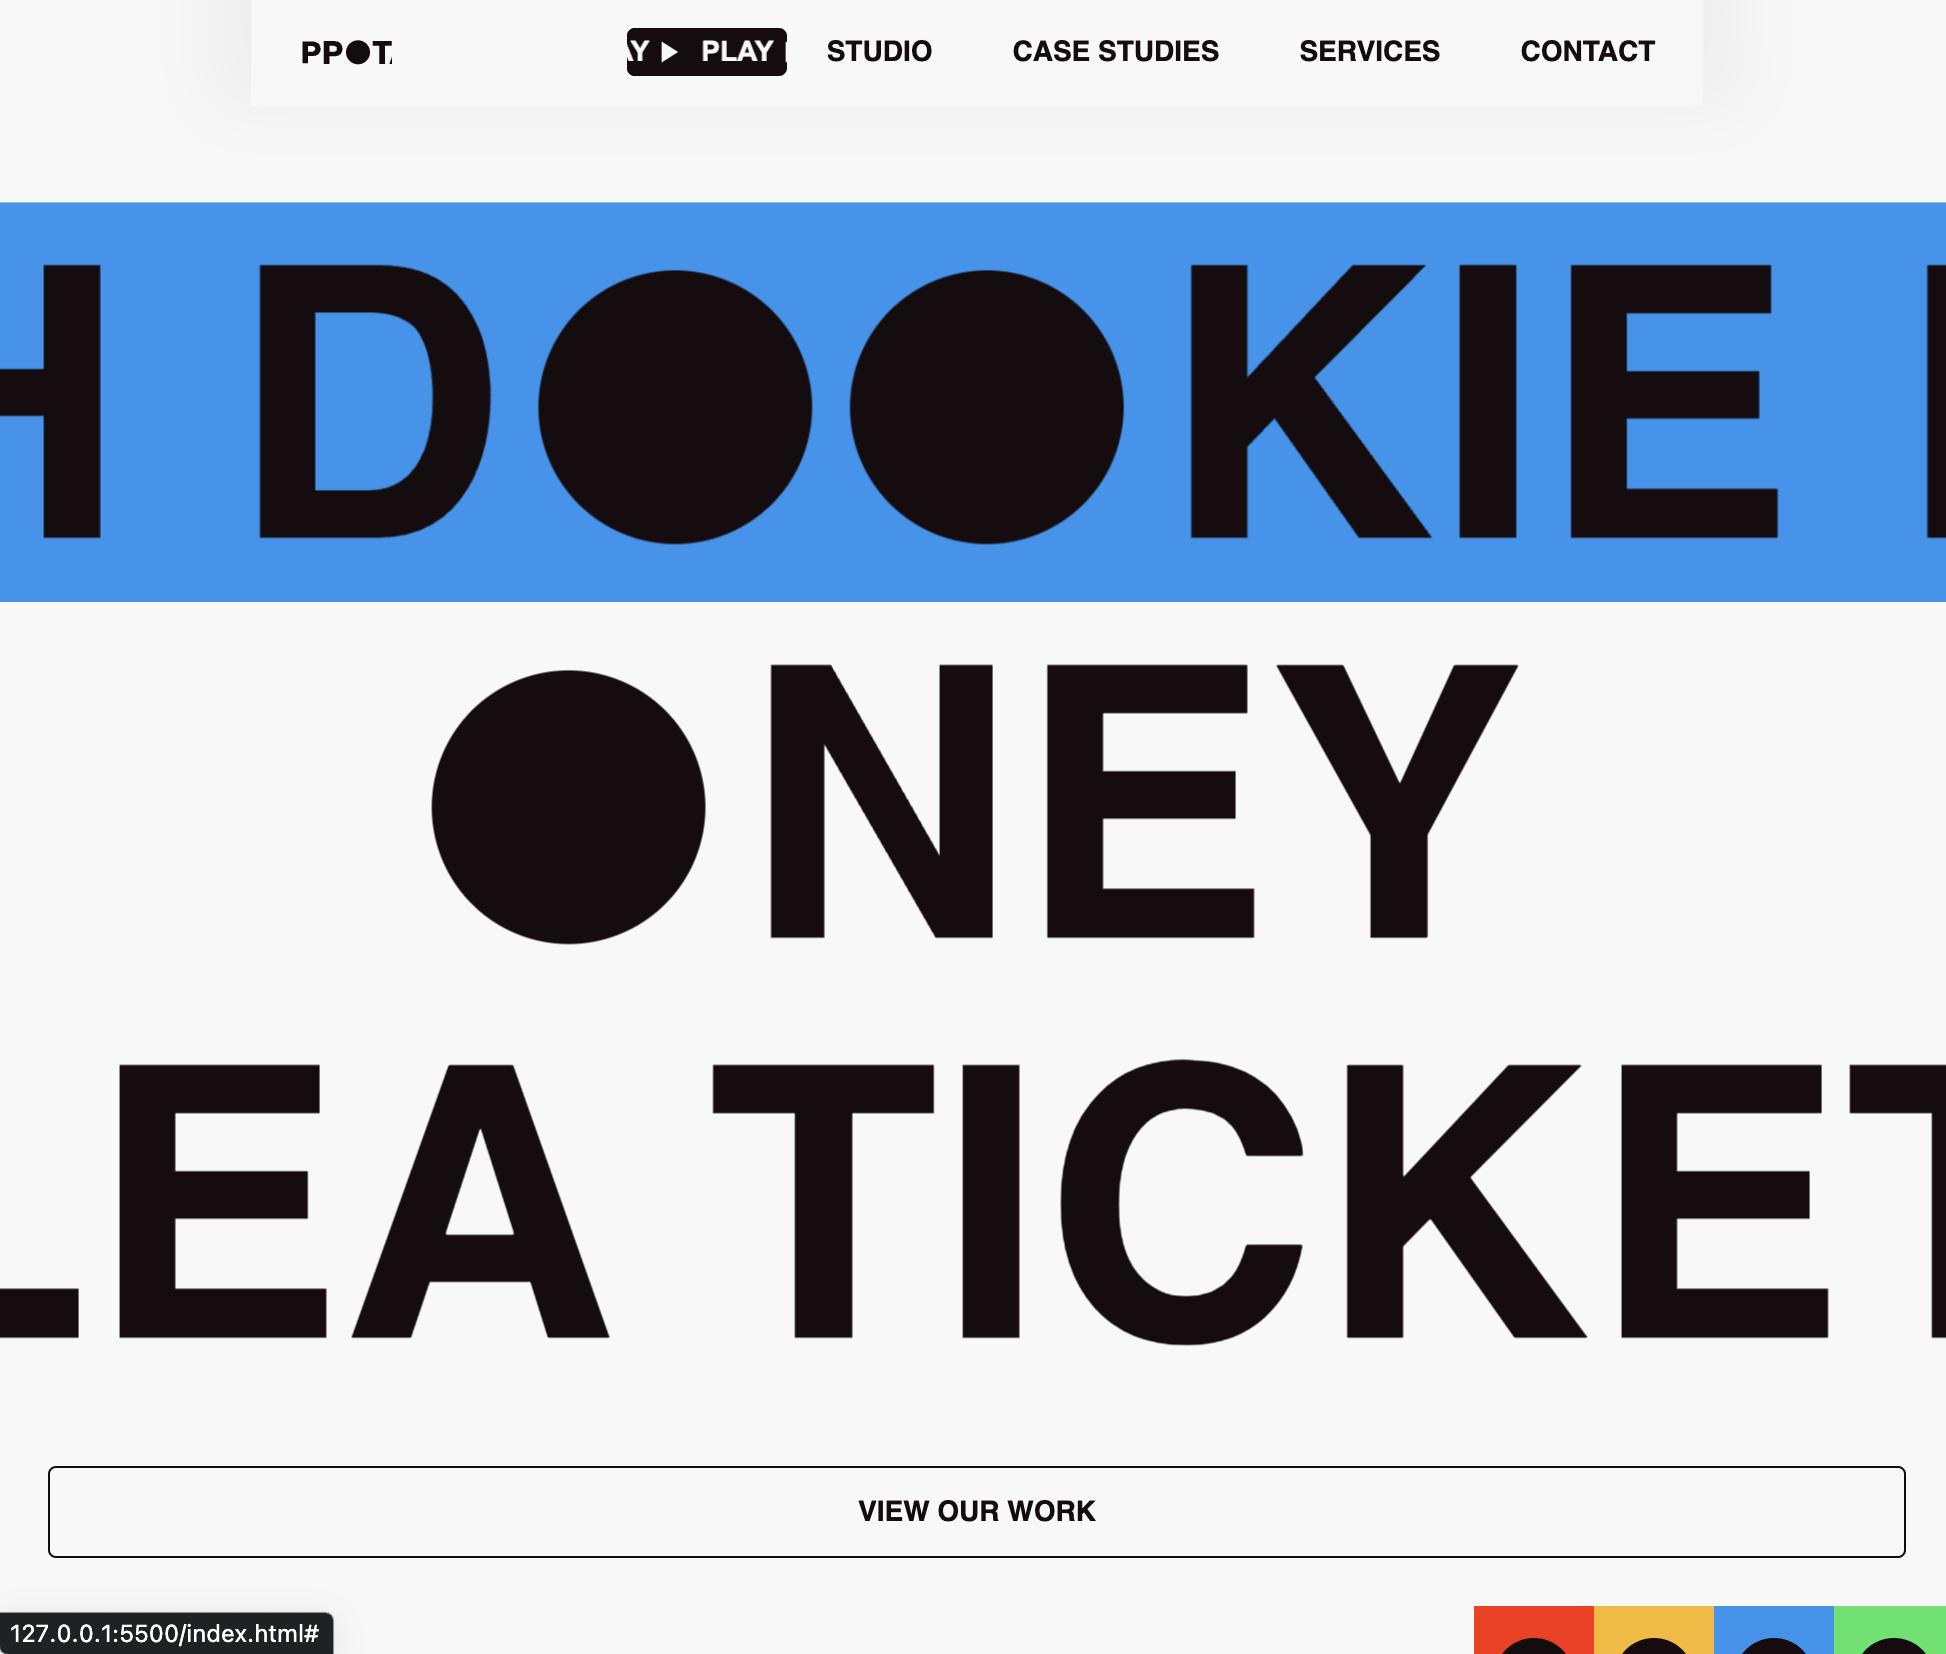 PP●T
PLAY STUDIO CASE STUDIES SERVICES CONTACT
H D●●KIE
●NEY
LEA TICKET
VIEW OUR WORK
127.0.0.1:5500/index.html#